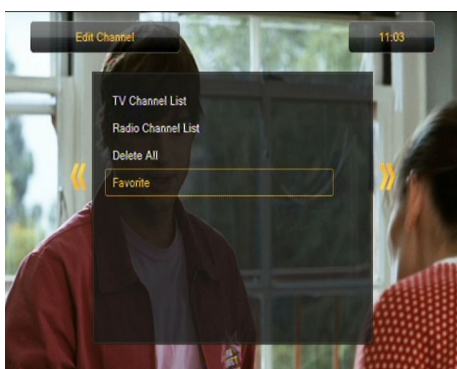 Edit Channel
11:03
TV Channel List
Radio Channel List
Delete All
Favorite